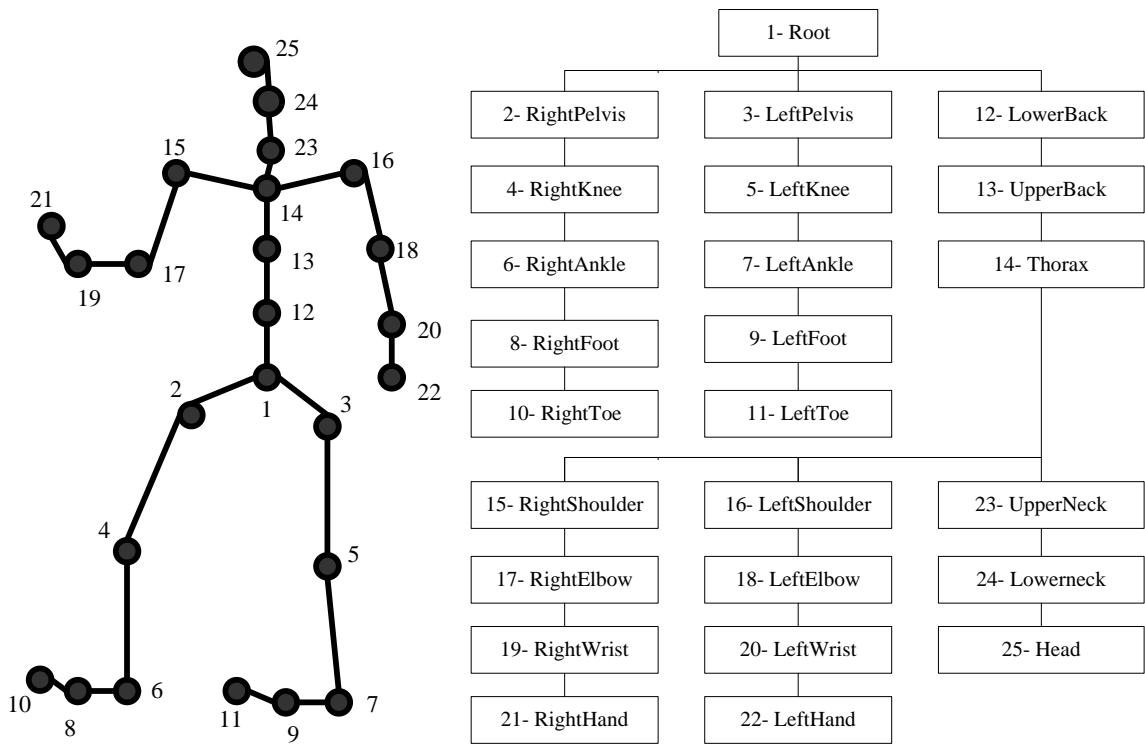 25
24
23
15
16
21
14
13
18
17
19
12
20
22
2
1
3
4
5
10
8
6
11
9
7
1- Root
2- RightPelvis
3- LeftPelvis
12- LowerBack
4- RightKnee
5- LeftKnee
13- UpperBack
6- RightAnkle
7- LeftAnkle
14- Thorax
8- RightFoot
9- LeftFoot
10- RightToe
11- LeftToe
15- RightShoulder
16- LeftShoulder
23- UpperNeck
17- RightElbow
18- LeftElbow
24- Lowerneck
19- RightWrist
20- LeftWrist
25- Head
21- RightHand
22- LeftHand